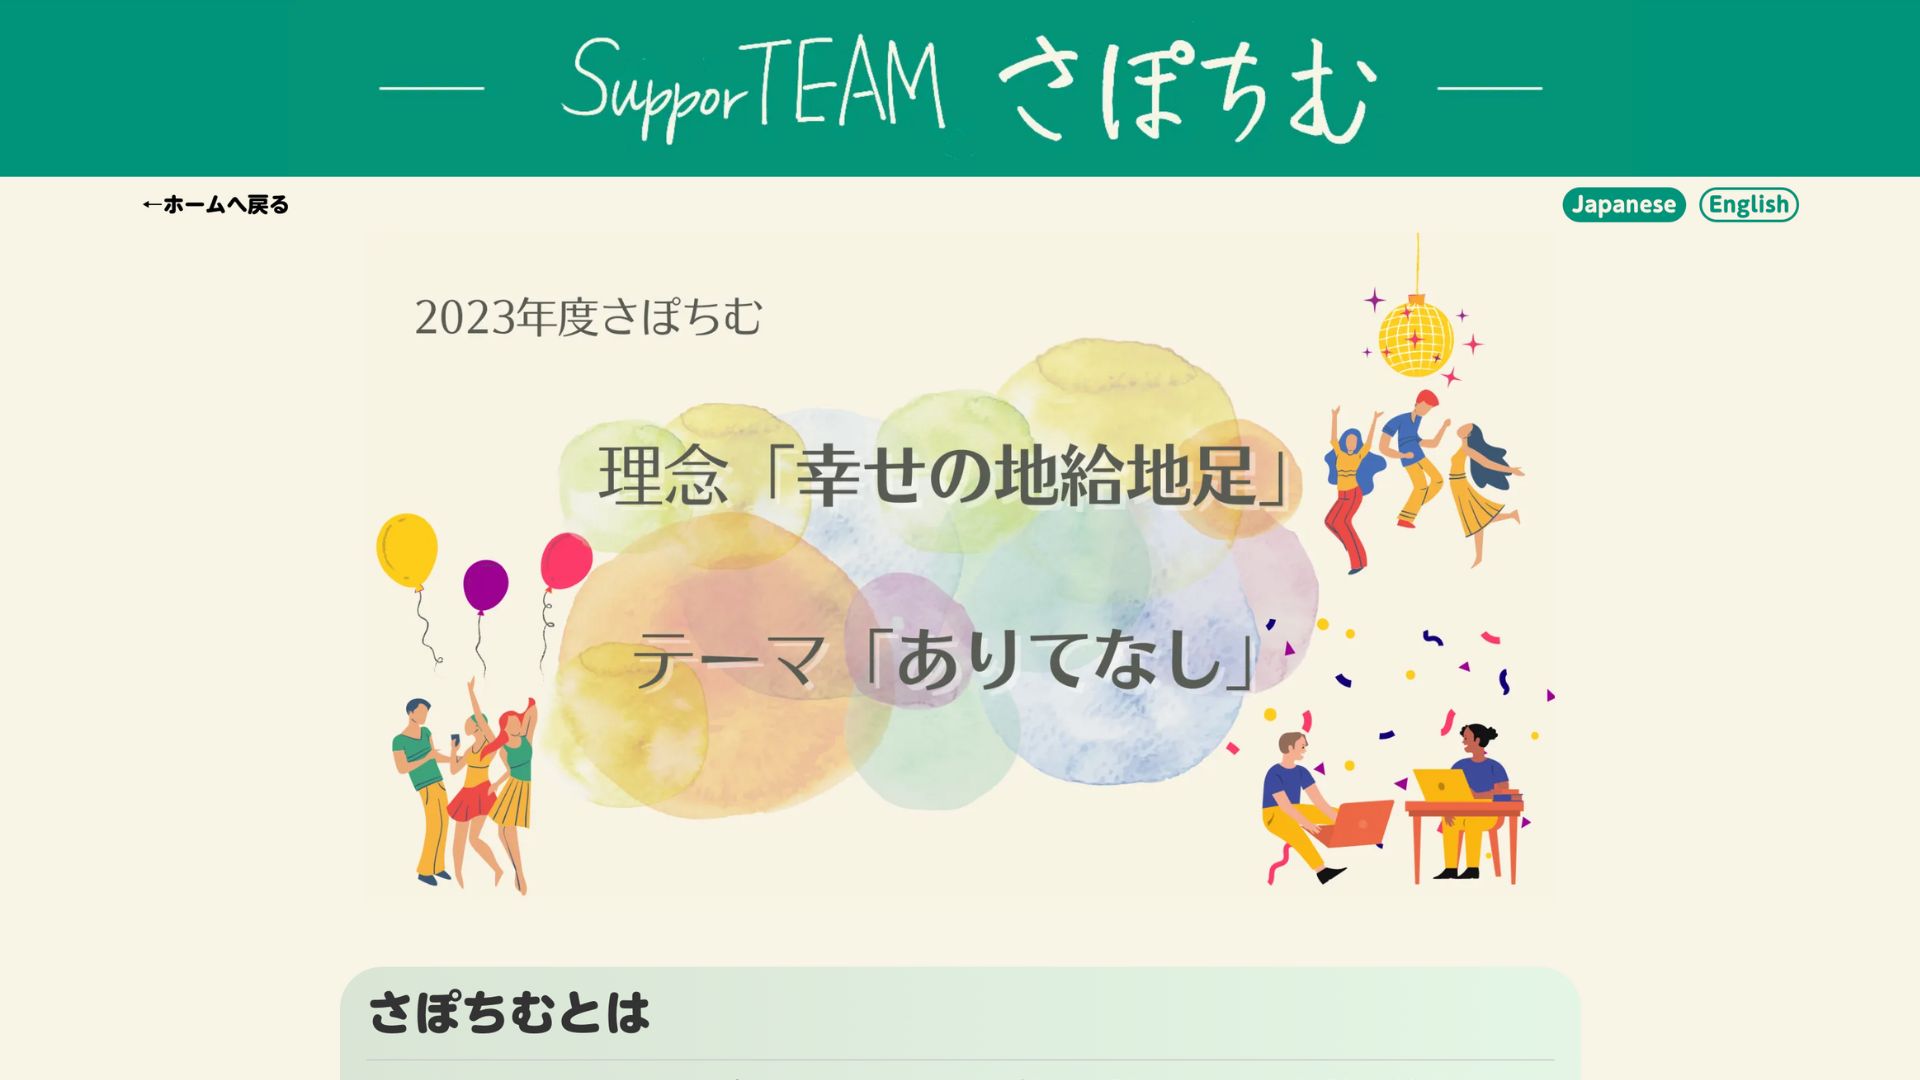 SupporTEAM さぽちむ
←ホームへ戻る
Japanese
English
2023年度さぽちむ
理念「幸せの地給地足」
テーマ「ありてなし」
さぽちむとは